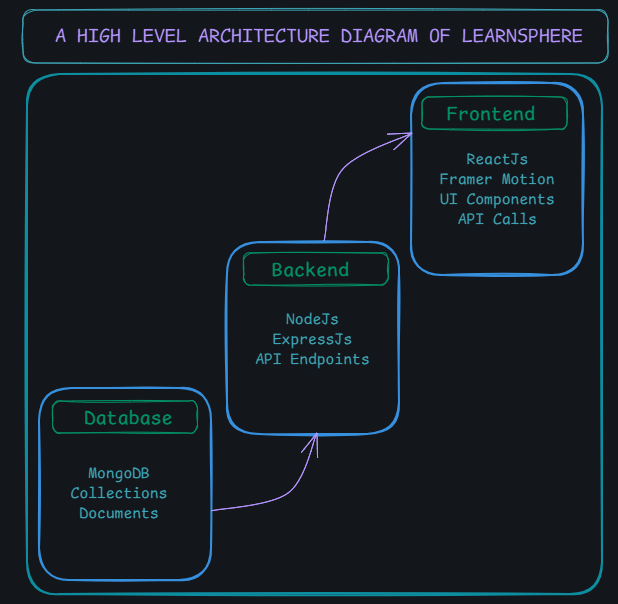 A HIGH LEVEL ARCHITECTURE DIAGRAM OF LEARNSPHERE
Frontend
ReactJs
Framer Motion
UI Components
API Calls
Backend
NodeJs
ExpressJs
API Endpoints
Database
MongoDB
Collections
Documents